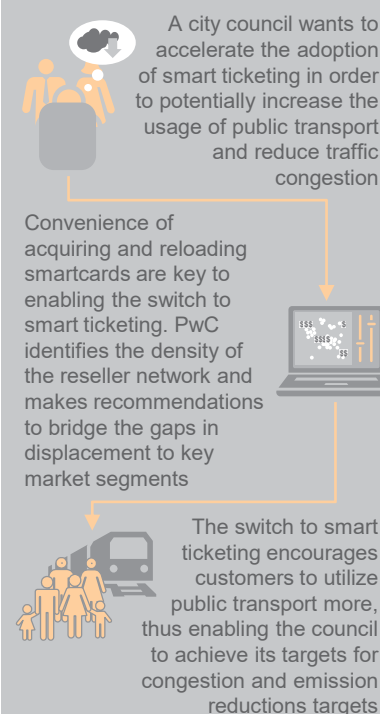 A city council wants to
accelerate the adoption
of smart ticketing in order
to potentially increase the
usage of public transport
and reduce traffic
congestion
Convenience of
acquiring and reloading
smartcards are key to
enabling the switch to
smart ticketing. PwC
identifies the density of
the reseller network and
makes recommendations
to bridge the gaps in
displacement to key
market segments
$$$
$
$$$$
$$
The switch to smart
ticketing encourages
customers to utilize
public transport more,
thus enabling the council
to achieve its targets for
congestion and emission
reductions targets